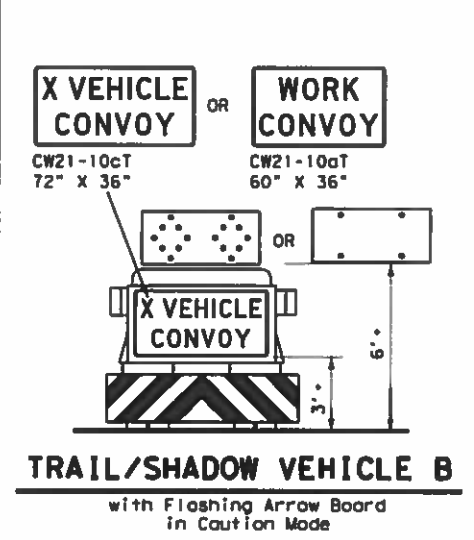 X VEHICLE
CONVOY
OR
WORK
CONVOY
CW21-10cT
72" X 36"
CW21-10aT
60" X 36"
OR
X VEHICLE
CONVOY
3'+
6'+
TRAIL/SHADOW VEHICLE B
with Flashing Arrow Board
in Caution Mode